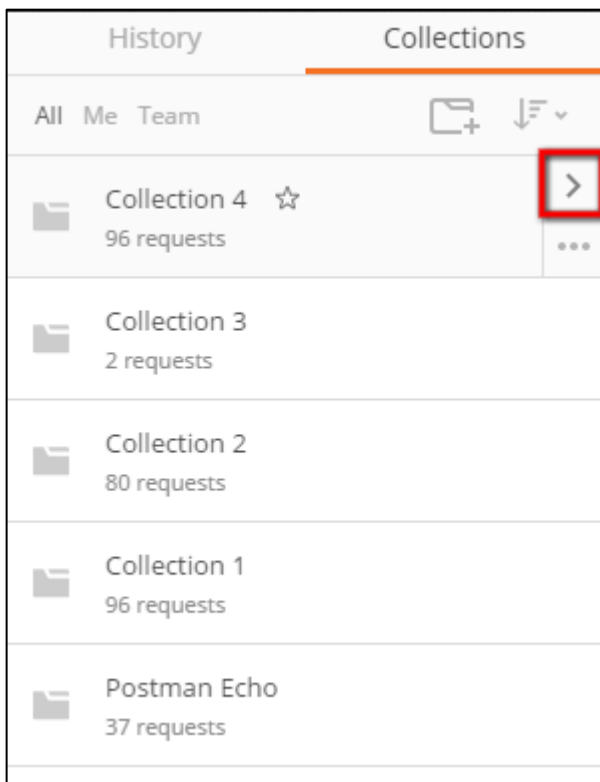 History
Collections
All Me Team
Collection 4
96 requests
Collection 3
2 requests
Collection 2
80 requests
Collection 1
96 requests
Postman Echo
37 requests